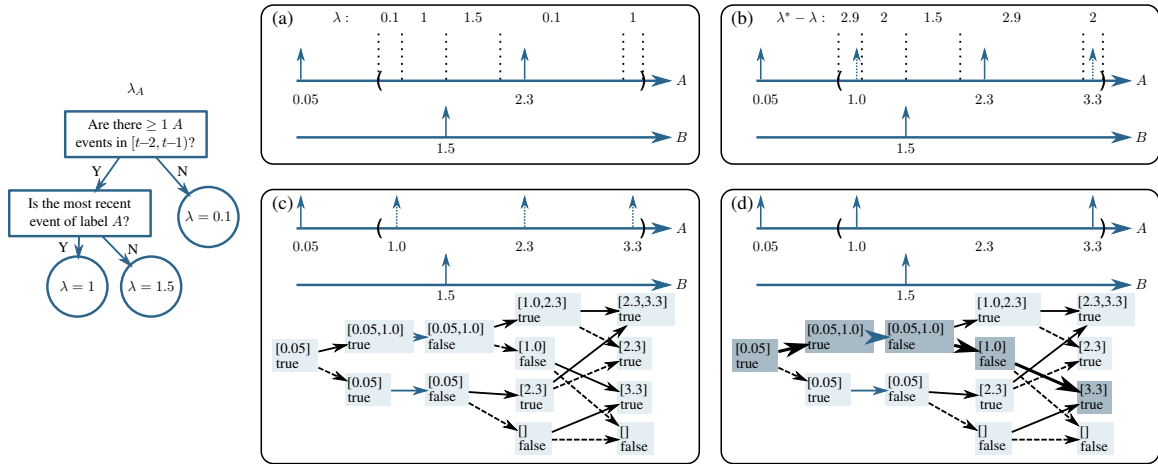 λ_A
Are there ≥ 1 A
events in [t–2, t–1)?
Y
N
Is the most recent
event of label A?
λ = 0.1
Y
N
λ = 1
λ = 1.5
(a)
λ :
0.1
1
1.5
0.1
1
(
)
A
0.05
2.3
B
1.5
(b)
λ* − λ :
2.9
2
1.5
2.9
2
(
)
A
0.05
1.0
2.3
3.3
B
1.5
(c)
(
)
A
0.05
1.0
2.3
3.3
B
1.5
[0.05]
true
[0.05,1.0]
true
[0.05]
true
[0.05,1.0]
false
[0.05]
false
[1.0,2.3]
true
[1.0]
false
[2.3]
true
[]
false
[2.3,3.3]
true
[2.3]
true
[3.3]
true
[]
false
(d)
(
)
A
0.05
1.0
2.3
3.3
B
1.5
[0.05]
true
[0.05,1.0]
true
[0.05]
true
[0.05,1.0]
false
[0.05]
false
[1.0,2.3]
true
[1.0]
false
[2.3]
true
[]
false
[2.3,3.3]
true
[2.3]
true
[3.3]
true
[]
false